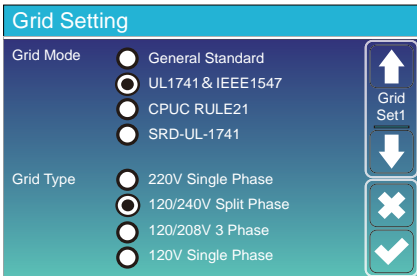 Grid Setting
Grid Mode
General Standard
UL1741 & IEEE1547
CPUC RULE21
SRD-UL-1741
Grid
Set1
Grid Type
220V Single Phase
120/240V Split Phase
120/208V 3 Phase
120V Single Phase